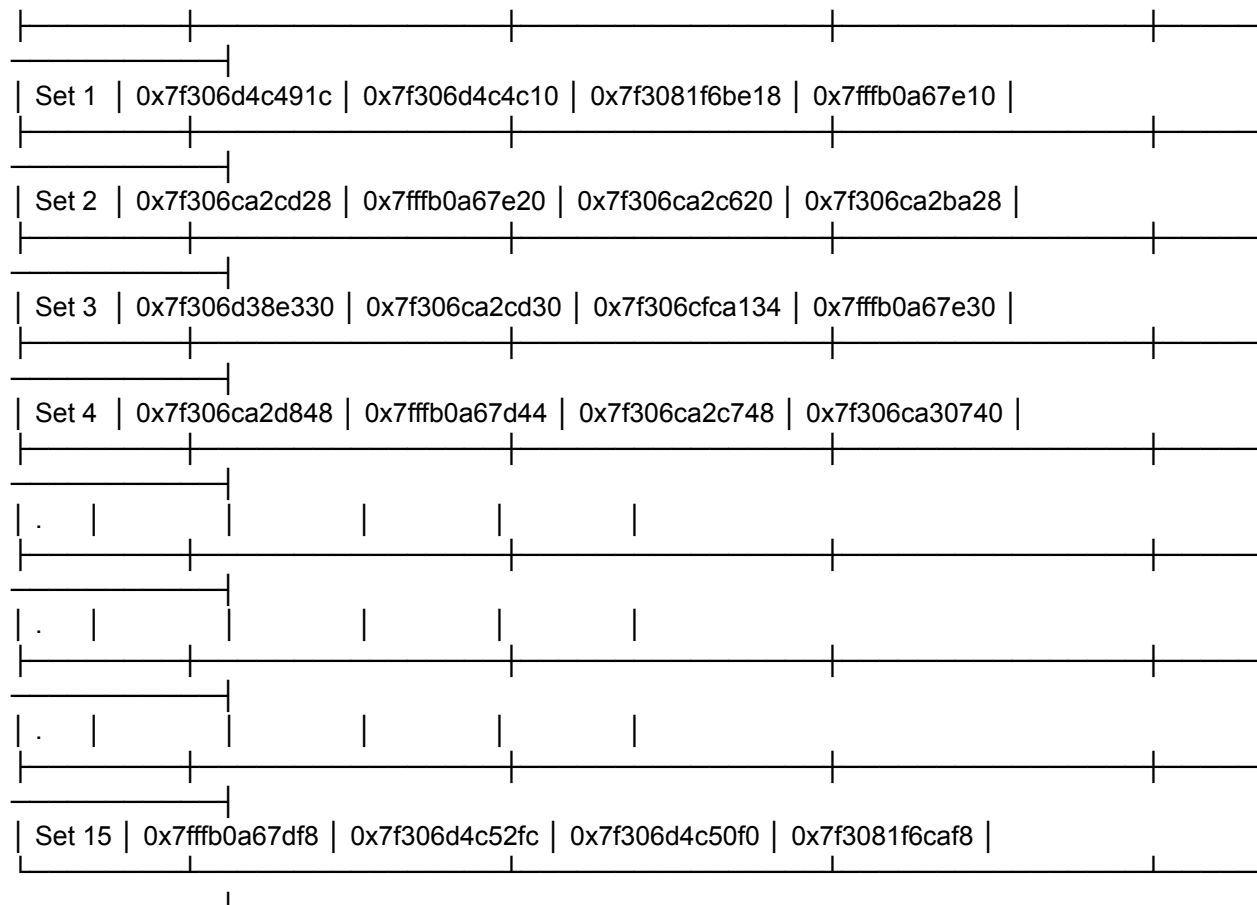 Set 1 0x7f306d4c491c 0x7f306d4c4c10 0x7f3081f6be18 0x7fffb0a67e10
Set 2 0x7f306ca2cd28 0x7fffb0a67e20 0x7f306ca2c620 0x7f306ca2ba28
Set 3 0x7f306d38e330 0x7f306ca2cd30 0x7f306cfca134 0x7fffb0a67e30
Set 4 0x7f306ca2d848 0x7fffb0a67d44 0x7f306ca2c748 0x7f306ca30740
.
.
.
Set 15 0x7fffb0a67df8 0x7f306d4c52fc 0x7f306d4c50f0 0x7f3081f6caf8